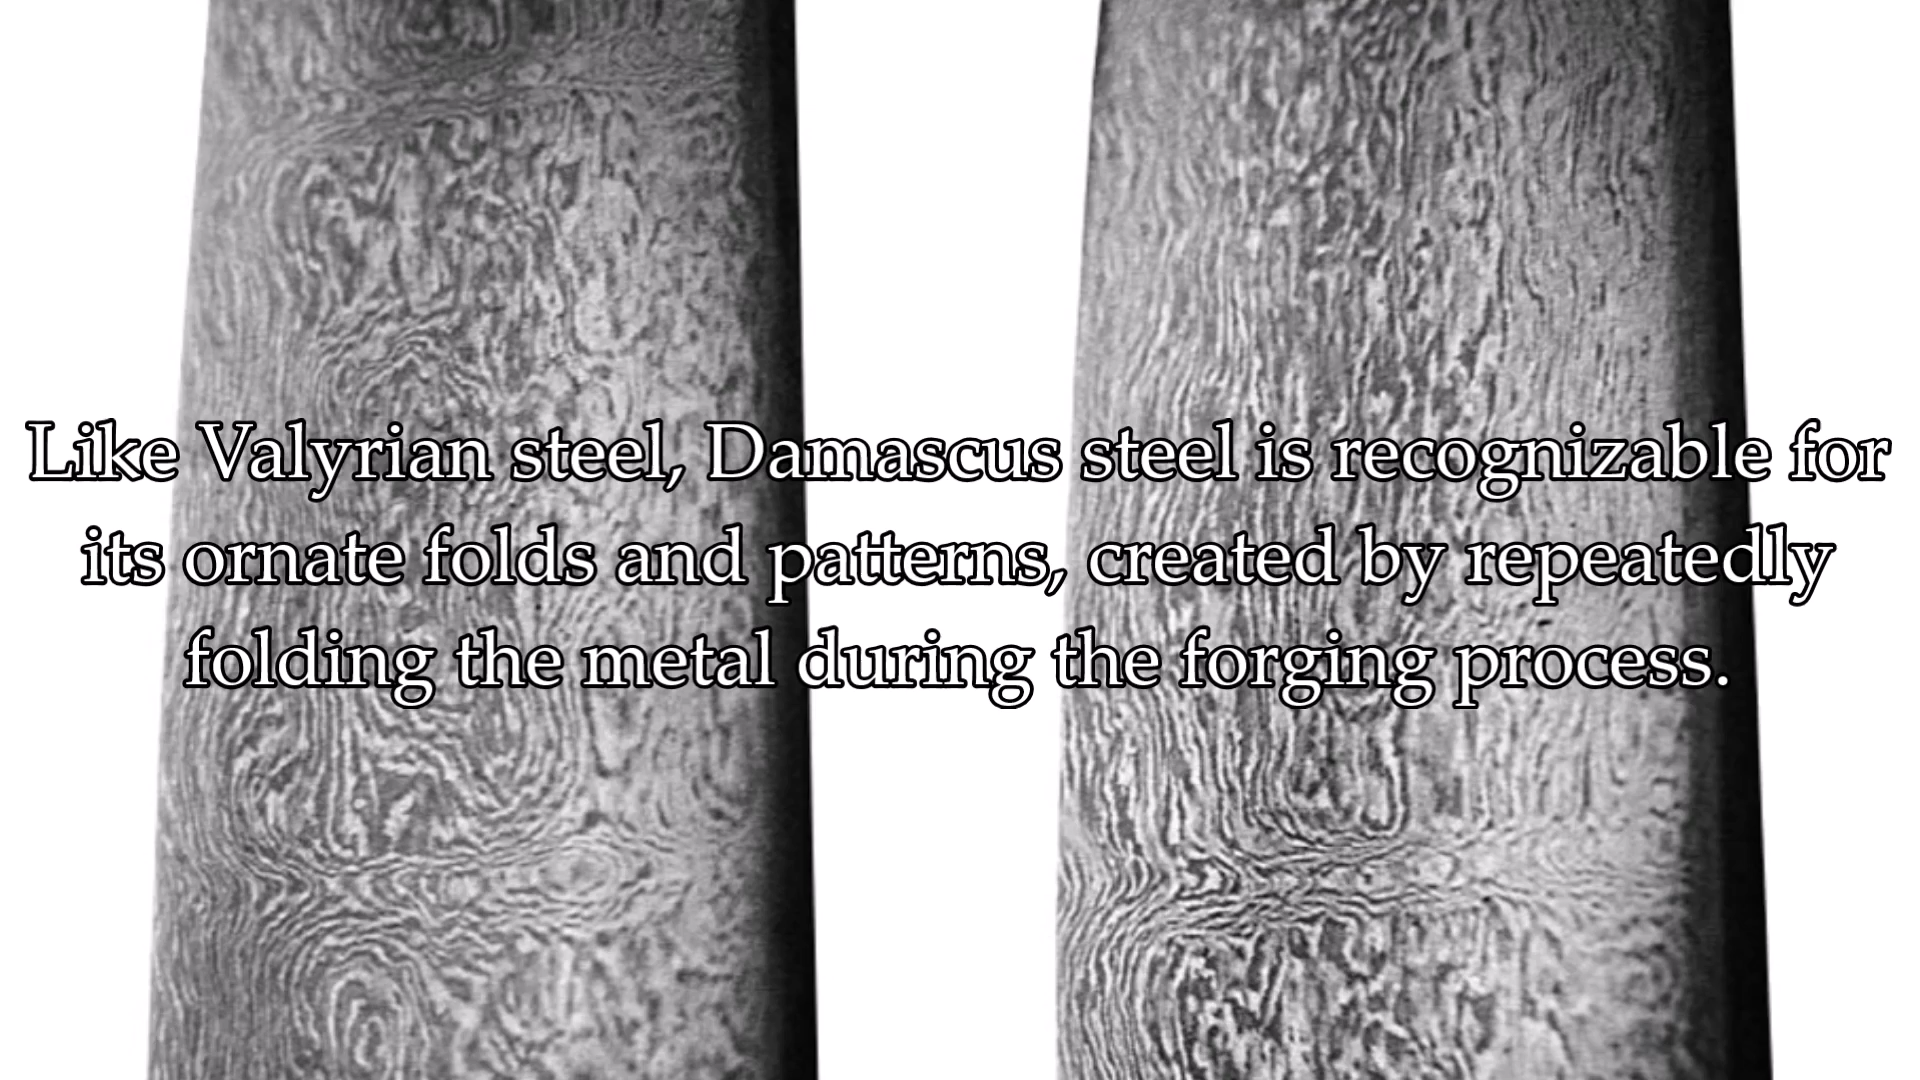 Like Valyrian steel, Damascus steel is recognizable for
its ornate folds and patterns, created by repeatedly
folding the metal during the forging process.